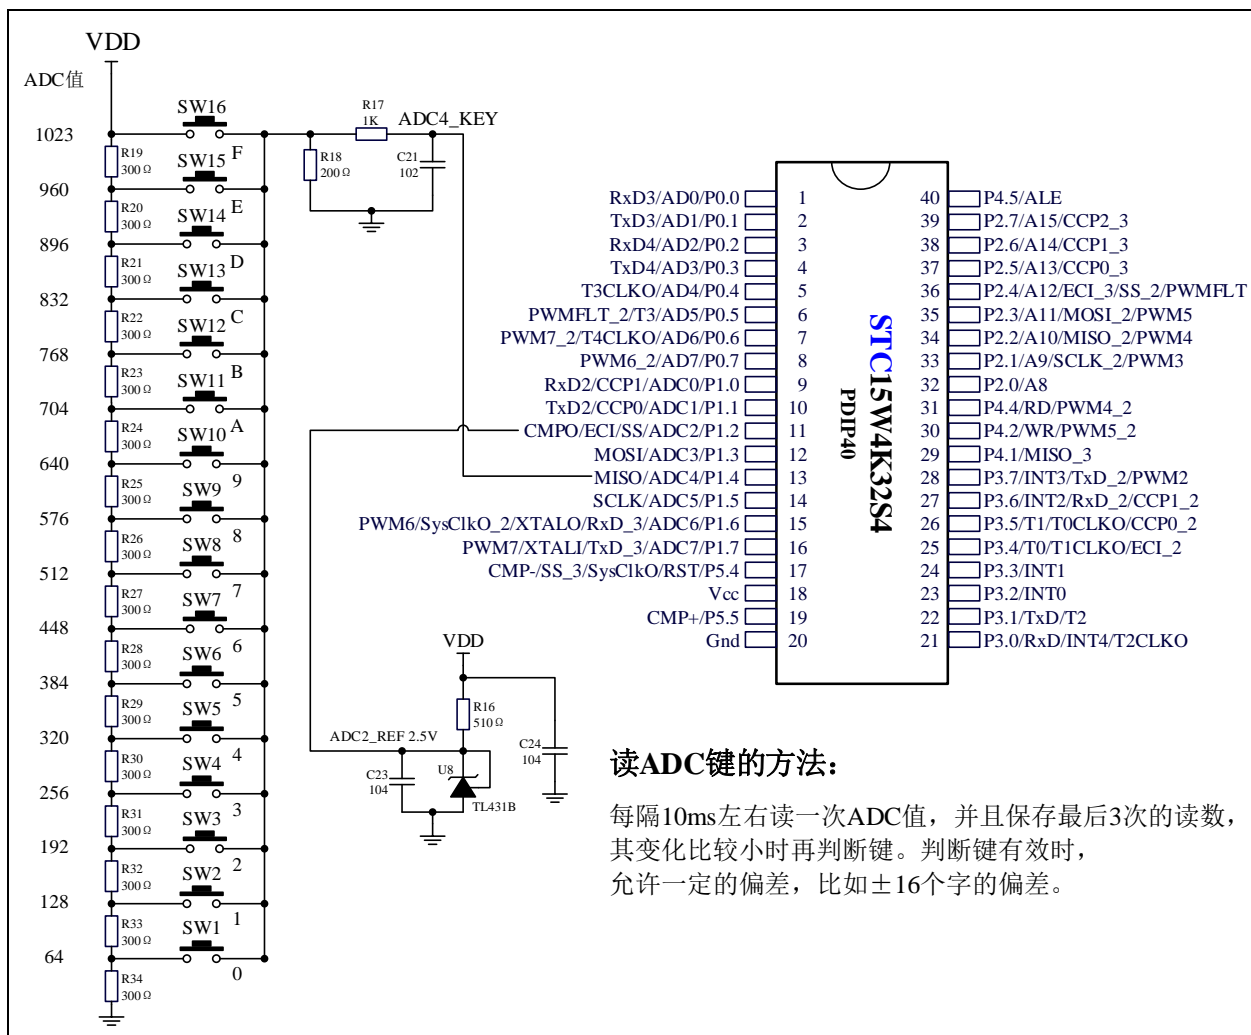 VDD
ADC值
1023
960
896
832
768
704
640
576
512
448
384
320
256
192
128
64
R19
300Ω
R20
300Ω
R21
300Ω
R22
300Ω
R23
300Ω
R24
300Ω
R25
300Ω
R26
300Ω
R27
300Ω
R28
300Ω
R29
300Ω
R30
300Ω
R31
300Ω
R32
300Ω
R33
300Ω
R34
300Ω
SW16
F
SW15
E
SW14
D
SW13
C
SW12
B
SW11
A
SW10
9
SW9
8
SW8
7
SW7
6
SW6
5
SW5
4
SW4
3
SW3
2
SW2
1
SW1
0
R17
1K
ADC4_KEY
R18
200Ω
C21
102
RxD3/AD0/P0.0 1
TxD3/AD1/P0.1 2
RxD4/AD2/P0.2 3
TxD4/AD3/P0.3 4
T3CLKO/AD4/P0.4 5
PWMFLT_2/T3/AD5/P0.5 6
PWM7_2/T4CLKO/AD6/P0.6 7
PWM6_2/AD7/P0.7 8
RxD2/CCP1/ADC0/P1.0 9
TxD2/CCP0/ADC1/P1.1 10
CMPO/ECI/SS/ADC2/P1.2 11
MOSI/ADC3/P1.3 12
MISO/ADC4/P1.4 13
SCLK/ADC5/P1.5 14
PWM6/SysClkO_2/XTALO/RxD_3/ADC6/P1.6 15
PWM7/XTALI/TxD_3/ADC7/P1.7 16
CMP-/SS_3/SysClkO/RST/P5.4 17
Vcc 18
CMP+/P5.5 19
Gnd 20
STC15W4K32S4
PDIP40
40 P4.5/ALE
39 P2.7/A15/CCP2_3
38 P2.6/A14/CCP1_3
37 P2.5/A13/CCP0_3
36 P2.4/A12/ECI_3/SS_2/PWMFLT
35 P2.3/A11/MOSI_2/PWM5
34 P2.2/A10/MISO_2/PWM4
33 P2.1/A9/SCLK_2/PWM3
32 P2.0/A8
31 P4.4/RD/PWM4_2
30 P4.2/WR/PWM5_2
29 P4.1/MISO_3
28 P3.7/INT3/TxD_2/PWM2
27 P3.6/INT2/RxD_2/CCP1_2
26 P3.5/T1/T0CLKO/CCP0_2
25 P3.4/T0/T1CLKO/ECI_2
24 P3.3/INT1
23 P3.2/INT0
22 P3.1/TxD/T2
21 P3.0/RxD/INT4/T2CLKO
VDD
R16
510Ω
ADC2_REF 2.5V
C23
104
U8
TL431B
C24
104
读ADC键的方法：
每隔10ms左右读一次ADC值，并且保存最后3次的读数，
其变化比较小时再判断键。判断键有效时，
允许一定的偏差，比如±16个字的偏差。